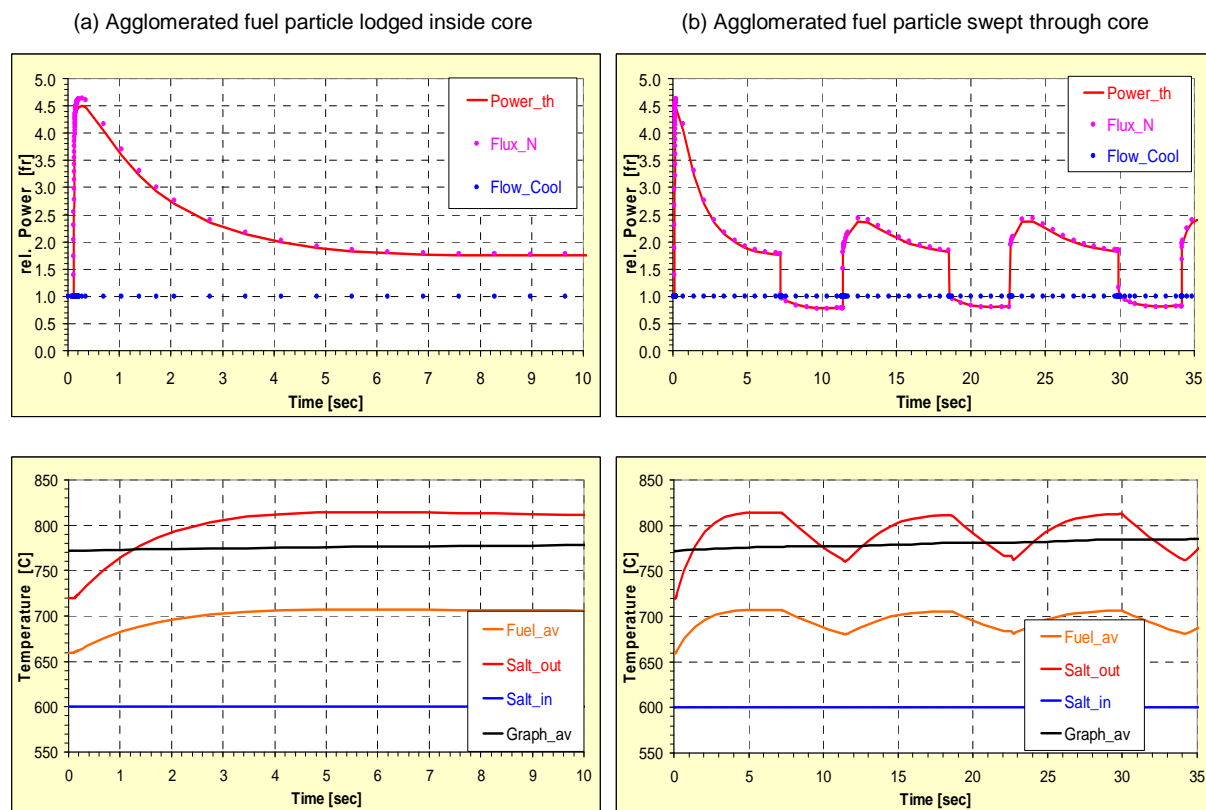 (a) Agglomerated fuel particle lodged inside core
(b) Agglomerated fuel particle swept through core
rel. Power [fr]
5.0
4.5
4.0
3.5
3.0
2.5
2.0
1.5
1.0
0.5
0.0
Power_th
Flux_N
Flow_Cool
0 1 2 3 4 5 6 7 8 9 10
Time [sec]
rel. Power [fr]
5.0
4.5
4.0
3.5
3.0
2.5
2.0
1.5
1.0
0.5
0.0
Power_th
Flux_N
Flow_Cool
0 5 10 15 20 25 30 35
Time [sec]
Temperature [C]
850
800
750
700
650
600
550
Fuel_av
Salt_out
Salt_in
Graph_av
0 1 2 3 4 5 6 7 8 9 10
Time [sec]
Temperature [C]
850
800
750
700
650
600
550
Fuel_av
Salt_out
Salt_in
Graph_av
0 5 10 15 20 25 30 35
Time [sec]